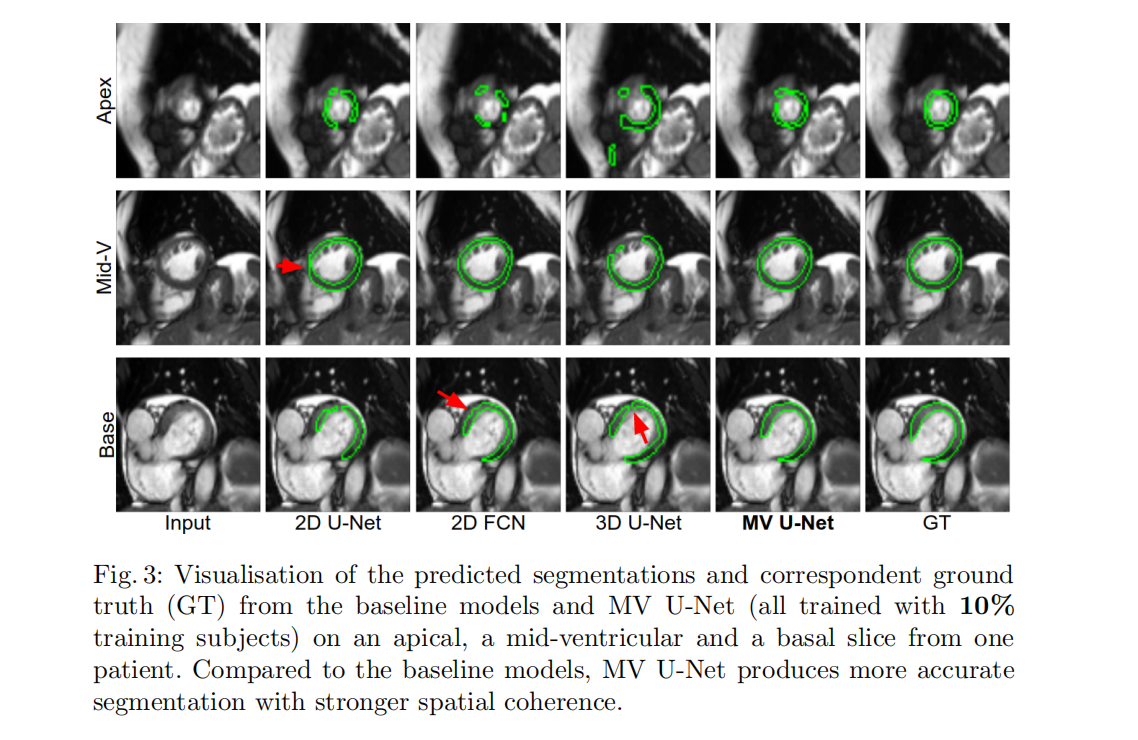 Apex
Mid-V
Base
Input
2D U-Net
2D FCN
3D U-Net
MV U-Net
GT
Fig. 3: Visualisation of the predicted segmentations and correspondent ground
truth (GT) from the baseline models and MV U-Net (all trained with 10%
training subjects) on an apical, a mid-ventricular and a basal slice from one
patient. Compared to the baseline models, MV U-Net produces more accurate
segmentation with stronger spatial coherence.